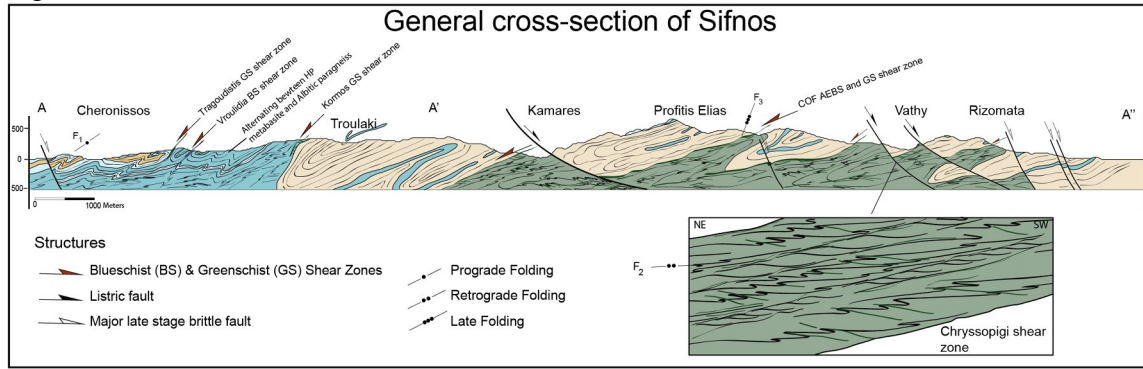 General cross-section of Sifnos
Tragoudistis GS shear zone
Vroulidia BS shear zone
Alternating bewteen HP
metabasite and Albitic paragneiss
Kormos GS shear zone
COF AEBS and GS shear zone
A
Cheronissos
Troulaki
A'
Kamares
Profitis Elias
Vathy
Rizomata
A''
F1
F3
500
0
500
0 1000 Meters
Structures
Blueschist (BS) & Greenschist (GS) Shear Zones
Listric fault
Major late stage brittle fault
Prograde Folding
Retrograde Folding
Late Folding
NE
SW
F2
Chryssopigi shear
zone